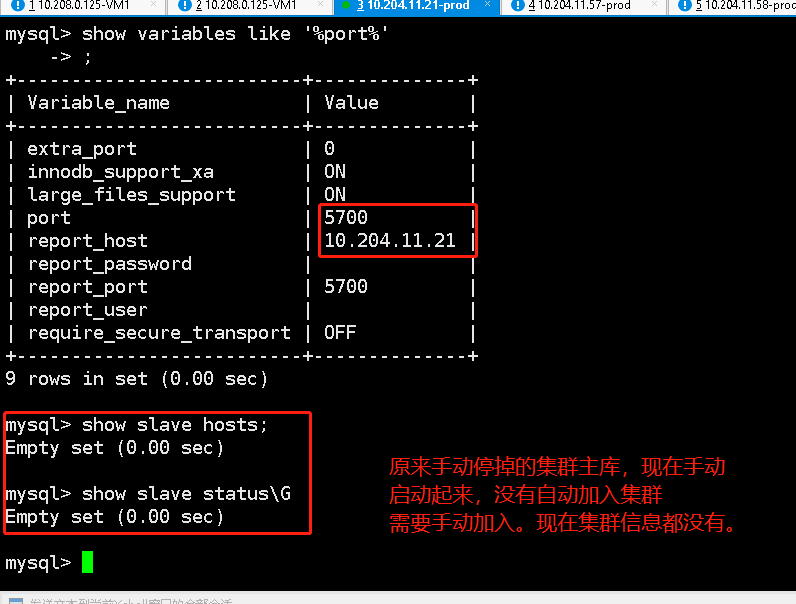 1 10.208.0.125-VM1 × 2 10.208.0.125-VM1 × 3 10.204.11.21-prod × 4 10.204.11.57-prod × 5 10.204.11.58-prod
mysql> show variables like '%port%'
    -> ;
+--------------------------+--------------+
| Variable_name            | Value        |
+--------------------------+--------------+
| extra_port               | 0            |
| innodb_support_xa        | ON           |
| large_files_support      | ON           |
| port                     | 5700         |
| report_host              | 10.204.11.21 |
| report_password          |              |
| report_port              | 5700         |
| report_user              |              |
| require_secure_transport | OFF          |
+--------------------------+--------------+
9 rows in set (0.00 sec)
mysql> show slave hosts;
Empty set (0.00 sec)
原来手动停掉的集群主库，现在手动
启动起来，没有自动加入集群
需要手动加入。现在集群信息都没有。
mysql> show slave status\G
Empty set (0.00 sec)
mysql>